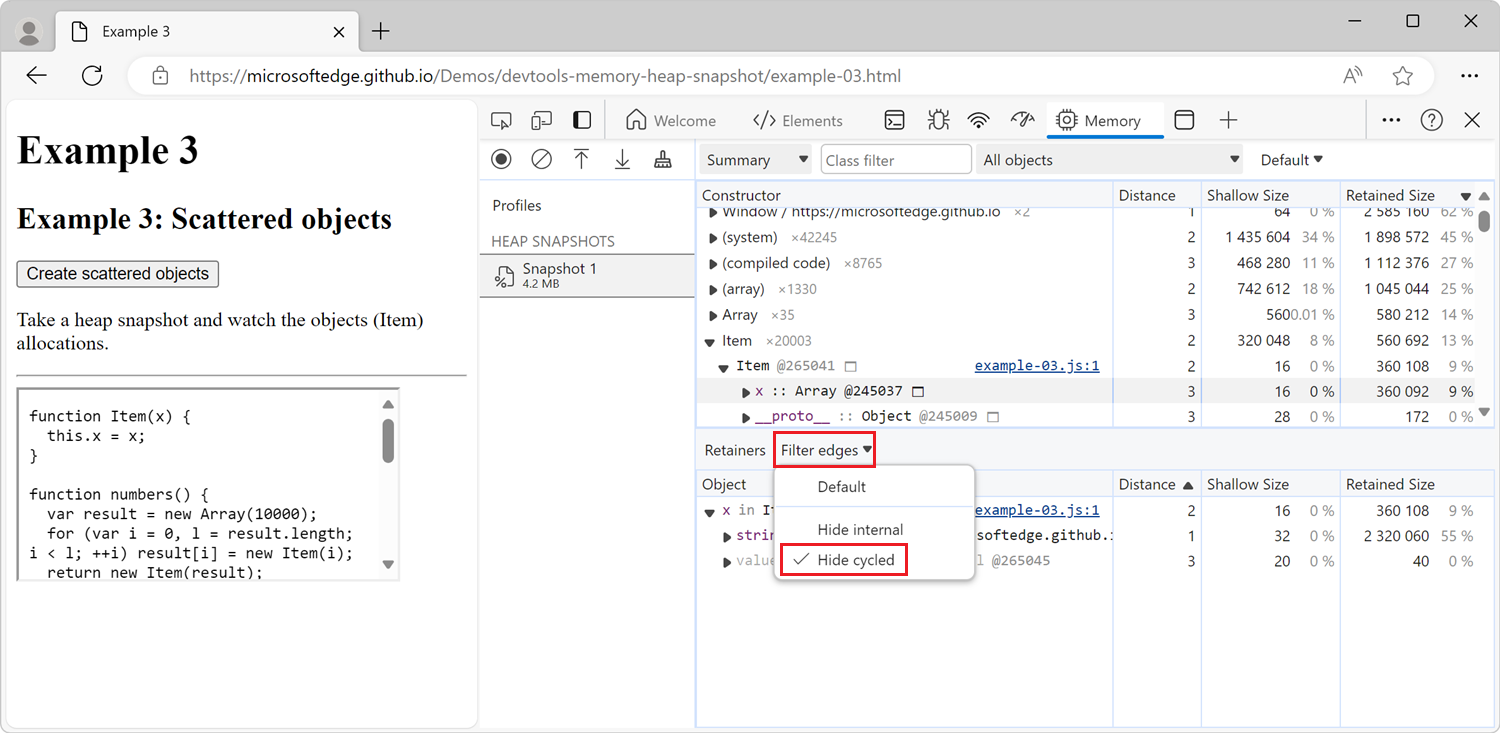 Example 3
https://microsoftedge.github.io/Demos/devtools-memory-heap-snapshot/example-03.html
Example 3
Example 3: Scattered objects
Create scattered objects
Take a heap snapshot and watch the objects (Item)
allocations.
function Item(x) {
this.x = x;
}
function numbers() {
var result = new Array(10000);
for (var i = 0, l = result.length;
i < l; ++i) result[i] = new Item(i);
return new Item(result);
Welcome
Elements
Memory
Profiles
HEAP SNAPSHOTS
Snapshot 1
4.2 MB
Summary
Class filter
All objects
Default
Constructor Distance Shallow Size Retained Size
Window / https://microsoftedge.github.io ×2 1 64 0 % 2 585 160 62 %
(system) ×42245 2 1 435 604 34 % 1 898 572 45 %
(compiled code) ×8765 3 468 280 11 % 1 112 376 27 %
(array) ×1330 2 742 612 18 % 1 045 044 25 %
Array ×35 3 560 0.01 % 580 212 14 %
Item ×20003 2 320 048 8 % 560 692 13 %
Item @265041 example-03.js:1 2 16 0 % 360 108 9 %
x :: Array @245037 3 16 0 % 360 092 9 %
__proto__ :: Object @245009 3 28 0 % 172 0 %
Retainers Filter edges
Default
Hide internal
Hide cycled
Object Distance Shallow Size Retained Size
x in It example-03.js:1 2 16 0 % 360 108 9 %
strin softedge.github.i 1 32 0 % 2 320 060 55 %
value l @265045 3 20 0 % 40 0 %